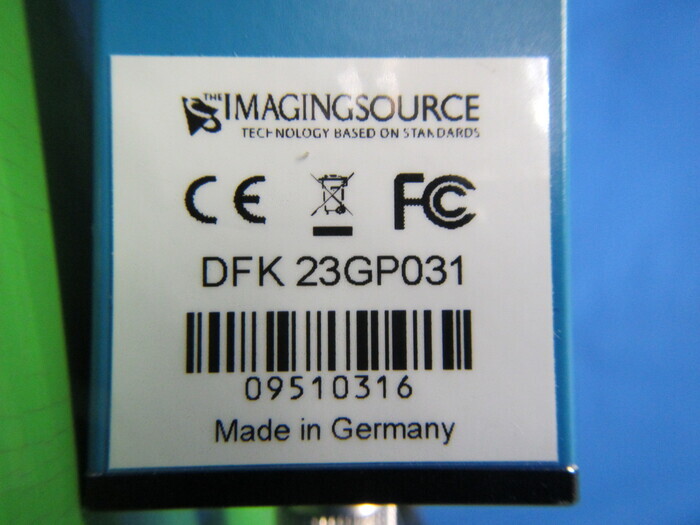 THE IMAGINGSOURCE
TECHNOLOGY BASED ON STANDARDS
CE FC
DFK 23GP031
09510316
Made in Germany